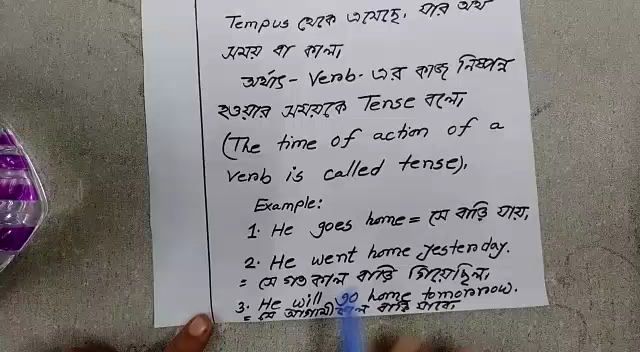 Tempus থেকে এসেছে, যার অর্থ
সময় বা কাল,
অর্থাৎ - Verb-এর কাজ নিষ্পন্ন
হওয়ার সময়কে Tense বলে,
(The time of action of a
verb is called tense),
Example:
1. He goes home = সে বাড়ি যায়,
2. He went home yesterday.
= সে গতকাল বাড়ি গিয়েছিল,
3. He will go home tomorrow.
= সে আগামীকাল বাড়ি যাবে,